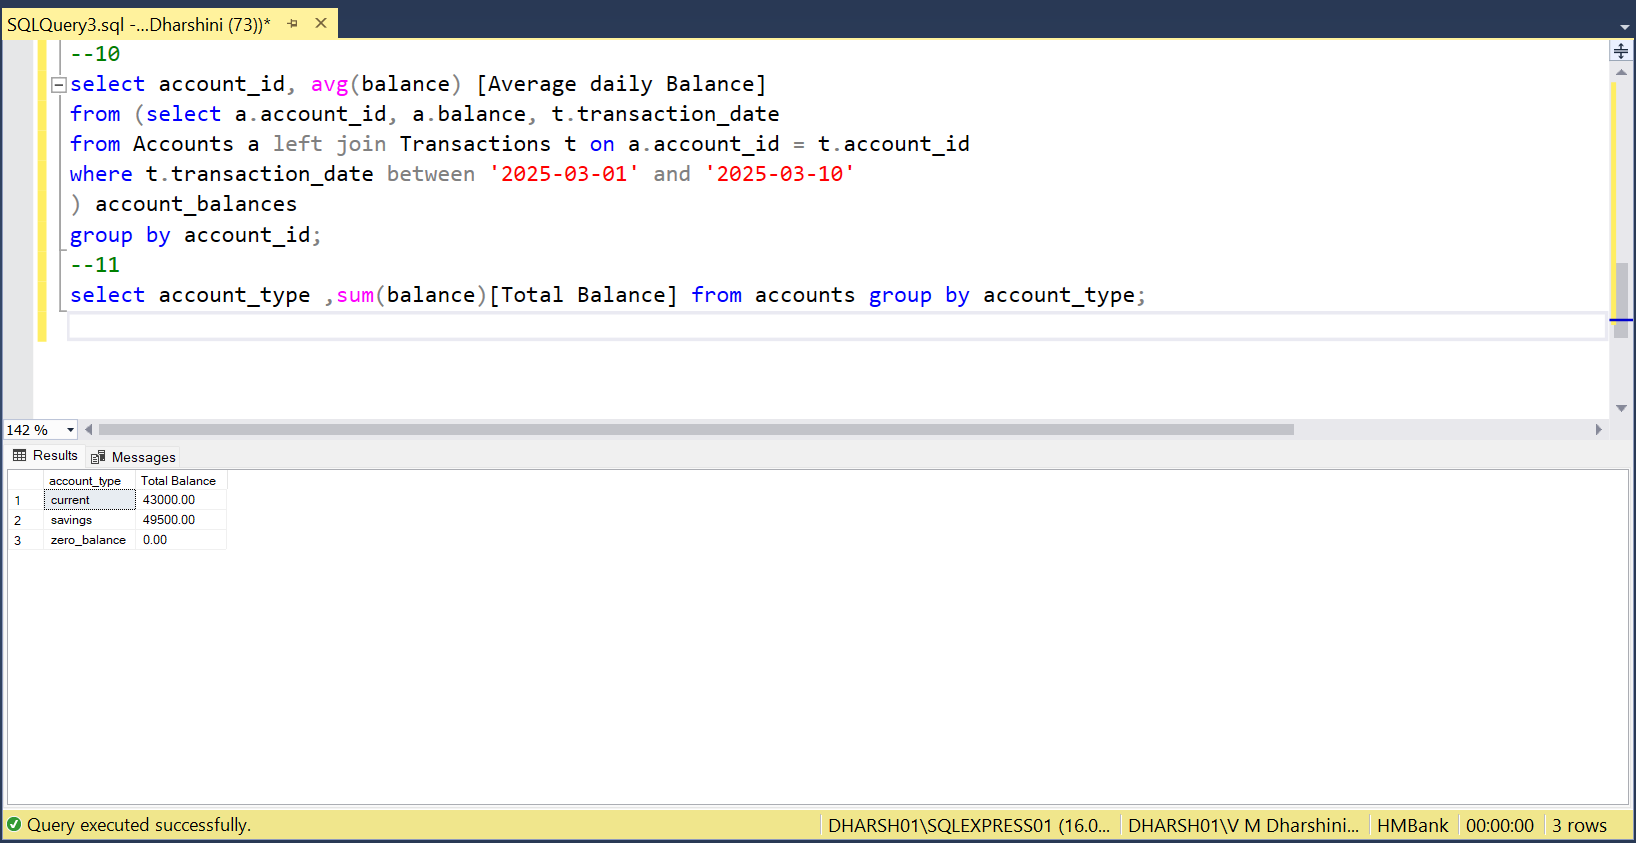 SQLQuery3.sql -...Dharshini (73))*
--10
select account_id, avg(balance) [Average daily Balance]
from (select a.account_id, a.balance, t.transaction_date
from Accounts a left join Transactions t on a.account_id = t.account_id
where t.transaction_date between '2025-03-01' and '2025-03-10'
) account_balances
group by account_id;
--11
select account_type ,sum(balance)[Total Balance] from accounts group by account_type;
142 %
Results Messages
account_type Total Balance
1 current 43000.00
2 savings 49500.00
3 zero_balance 0.00
Query executed successfully. DHARSH01\SQLEXPRESS01 (16.0... DHARSH01\V M Dharshini... HMBank 00:00:00 3 rows